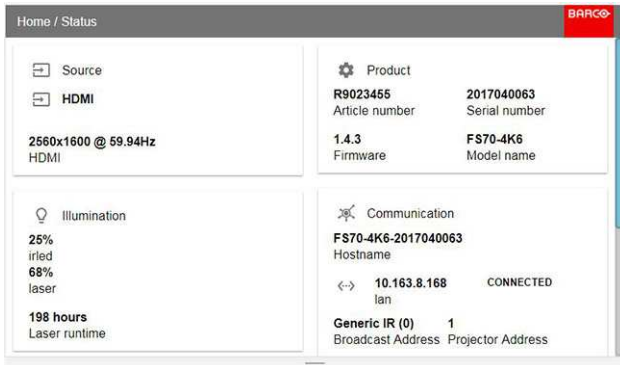 Home / Status
BARCO
Source
HDMI
2560x1600 @ 59.94Hz
HDMI
Product
R9023455 2017040063
Article number Serial number
1.4.3 FS70-4K6
Firmware Model name
Illumination
25%
irled
68%
laser
198 hours
Laser runtime
Communication
FS70-4K6-2017040063
Hostname
10.163.8.168 CONNECTED
lan
Generic IR (0) 1
Broadcast Address Projector Address